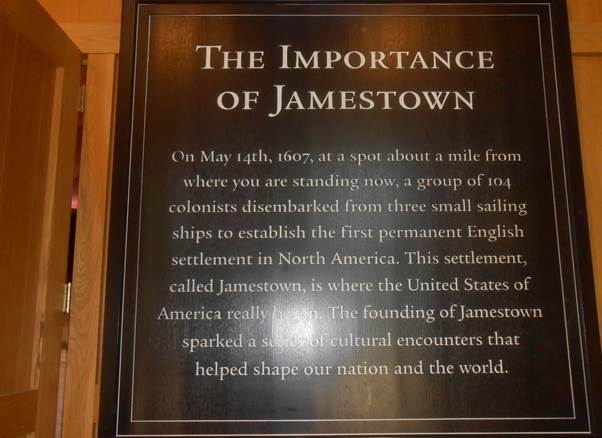 The Importance
of Jamestown
On May 14th, 1607, at a spot about a mile from
where you are standing now, a group of 104
colonists disembarked from three small sailing
ships to establish the first permanent English
settlement in North America. This settlement,
called Jamestown, is where the United States of
America really began. The founding of Jamestown
sparked a series of cultural encounters that
helped shape our nation and the world.